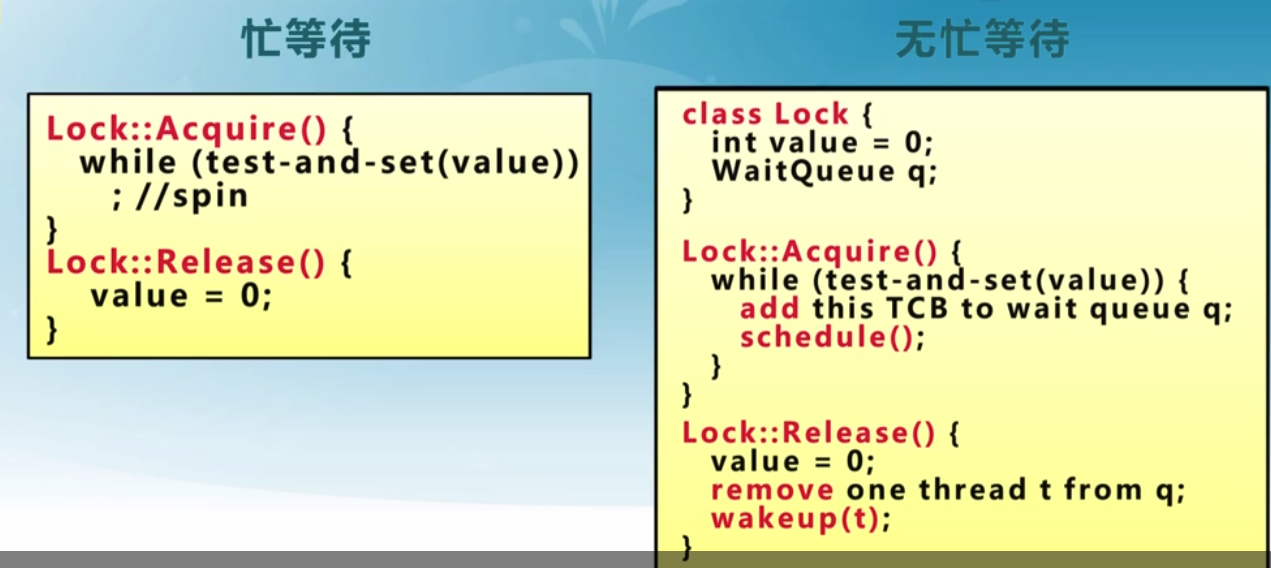 忙等待
Lock::Acquire() {
while (test-and-set(value))
; //spin
}
Lock::Release() {
value = 0;
}
无忙等待
class Lock {
int value = 0;
WaitQueue q;
}
Lock::Acquire() {
while (test-and-set(value)) {
add this TCB to wait queue q;
schedule();
}
}
Lock::Release() {
value = 0;
remove one thread t from q;
wakeup(t);
}